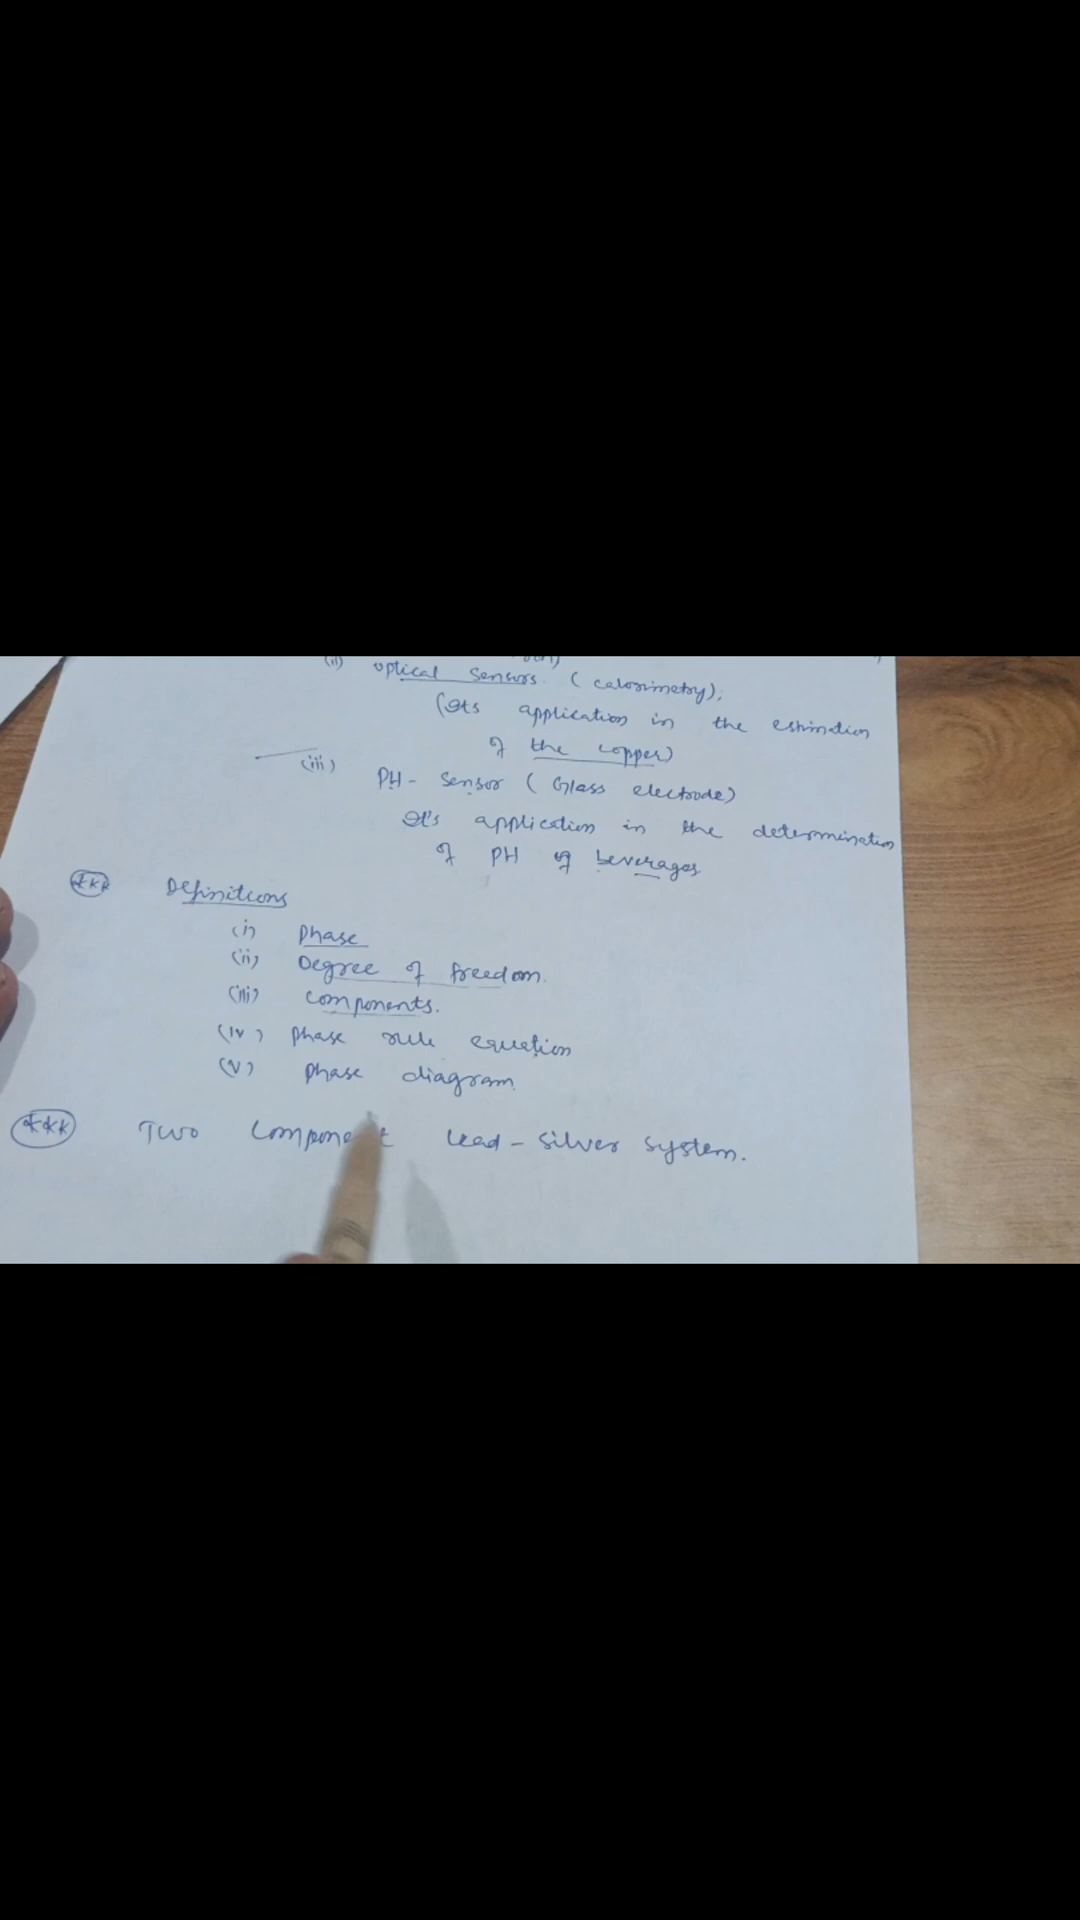 (ii) optical sensors (calorimetry);
(Its application in the estimation
of the copper)
(iii) PH- Sensor (Glass electrode)
It's application in the determination
of PH of beverages
*** Definitions
(i) Phase
(ii) Degree of freedom.
(iii) components.
(iv) phase rule equation
(v) phase diagram.
*** Two component lead-silver system.